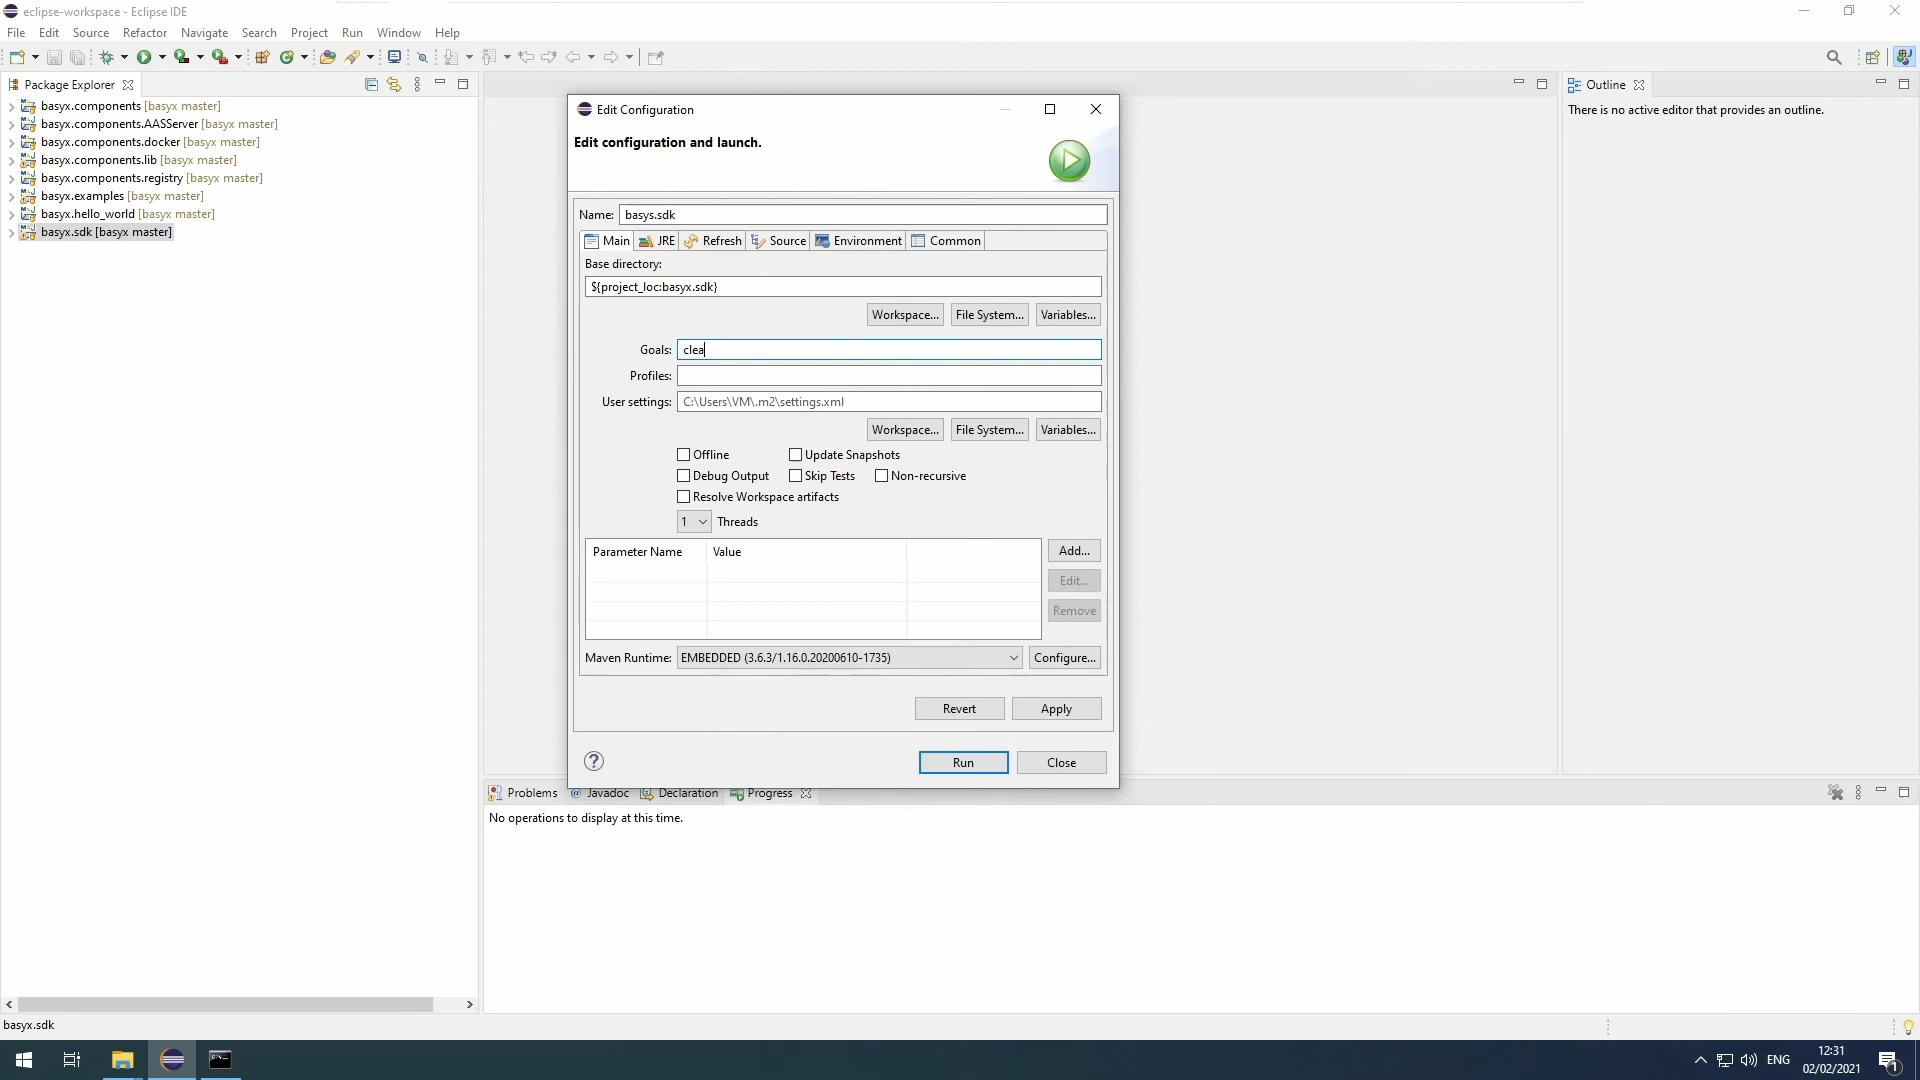 eclipse-workspace - Eclipse IDE
File Edit Source Refactor Navigate Search Project Run Window Help
Package Explorer
basyx.components [basyx master]
basyx.components.AASServer [basyx master]
basyx.components.docker [basyx master]
basyx.components.lib [basyx master]
basyx.components.registry [basyx master]
basyx.examples [basyx master]
basyx.hello_world [basyx master]
basyx.sdk [basyx master]
Edit Configuration
Edit configuration and launch.
Name: basys.sdk
Main JRE Refresh Source Environment Common
Base directory:
${project_loc:basyx.sdk}
Workspace... File System... Variables...
Goals: clea
Profiles:
User settings: C:\Users\VM\.m2\settings.xml
Workspace... File System... Variables...
Offline Update Snapshots
Debug Output Skip Tests Non-recursive
Resolve Workspace artifacts
1 Threads
Parameter Name Value
Add...
Edit...
Remove
Maven Runtime: EMBEDDED (3.6.3/1.16.0.20200610-1735) Configure...
Revert Apply
? Run Close
Outline
There is no active editor that provides an outline.
Problems @ Javadoc Declaration Progress
No operations to display at this time.
basyx.sdk
ENG
12:31
02/02/2021
1